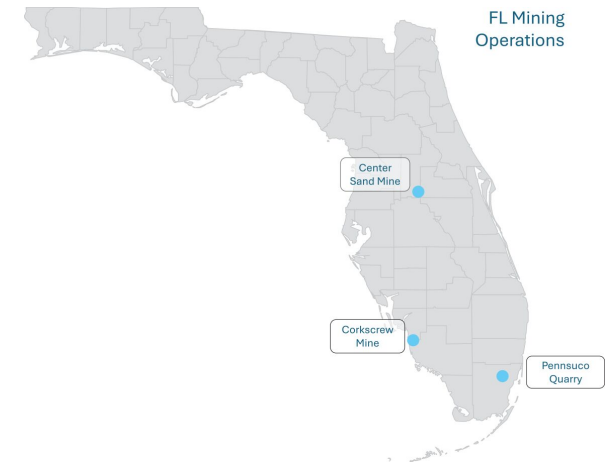 FL Mining
Operations
Center
Sand Mine
Corkscrew
Mine
Pennsuco
Quarry